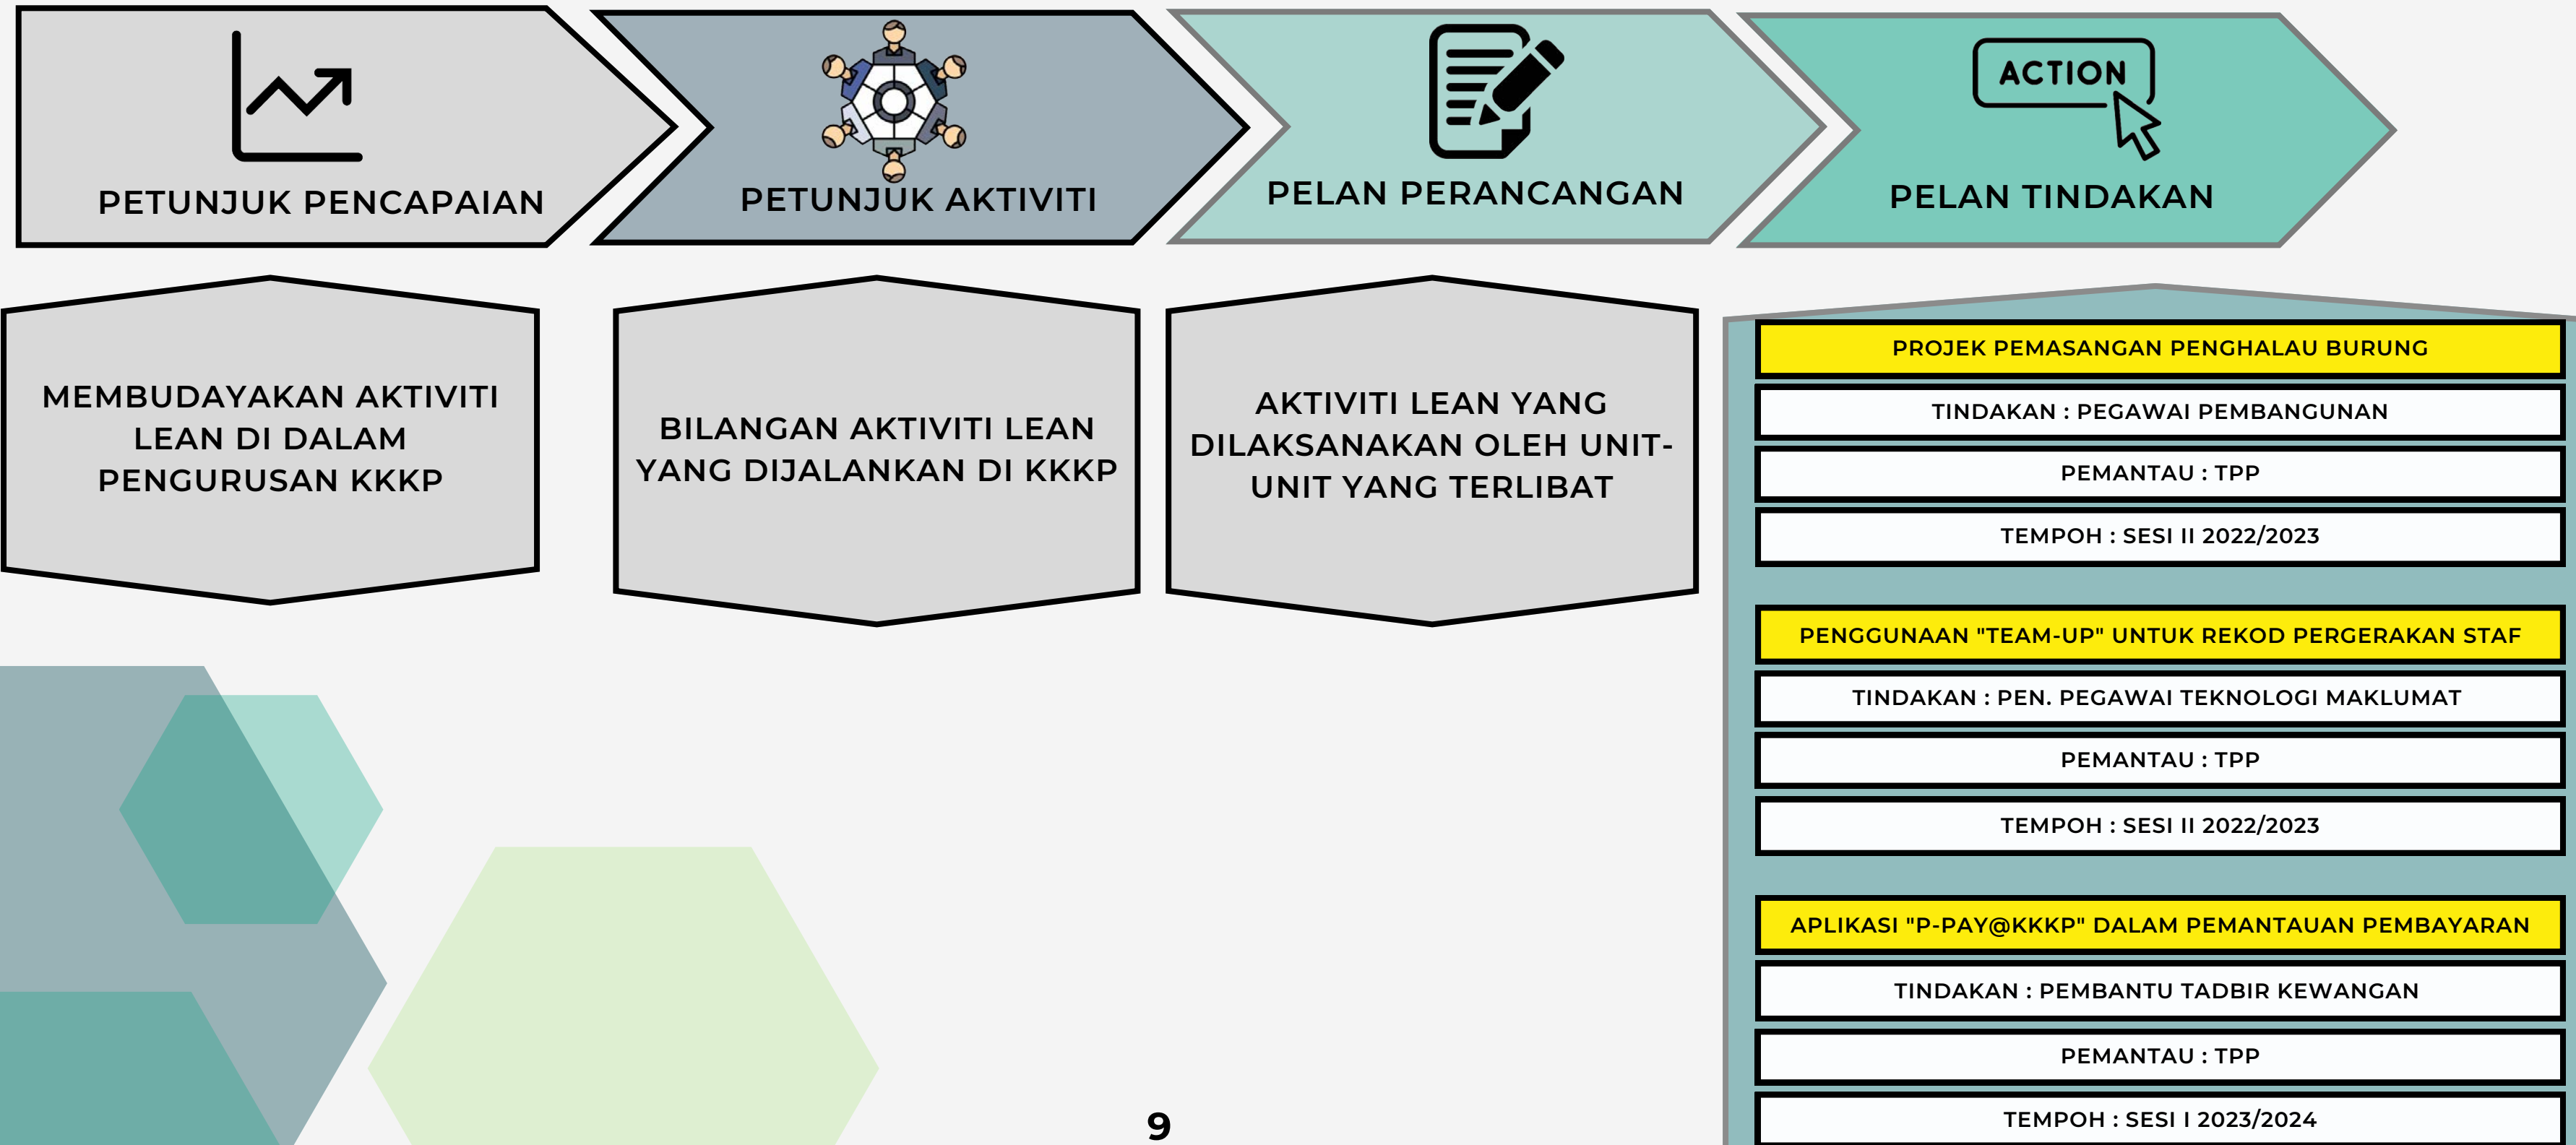 PETUNJUK PENCAPAIAN
PETUNJUK AKTIVITI
PELAN PERANCANGAN
ACTION
PELAN TINDAKAN
MEMBUDAYAKAN AKTIVITI
LEAN DI DALAM
PENGURUSAN KKKP
BILANGAN AKTIVITI LEAN
YANG DIJALANKAN DI KKKP
AKTIVITI LEAN YANG
DILAKSANAKAN OLEH UNIT-
UNIT YANG TERLIBAT
PROJEK PEMASANGAN PENGHALAU BURUNG
TINDAKAN : PEGAWAI PEMBANGUNAN
PEMANTAU : TPP
TEMPOH : SESI II 2022/2023
PENGGUNAAN "TEAM-UP" UNTUK REKOD PERGERAKAN STAF
TINDAKAN : PEN. PEGAWAI TEKNOLOGI MAKLUMAT
PEMANTAU : TPP
TEMPOH : SESI II 2022/2023
APLIKASI "P-PAY@KKKP" DALAM PEMANTAUAN PEMBAYARAN
TINDAKAN : PEMBANTU TADBIR KEWANGAN
PEMANTAU : TPP
TEMPOH : SESI I 2023/2024
9